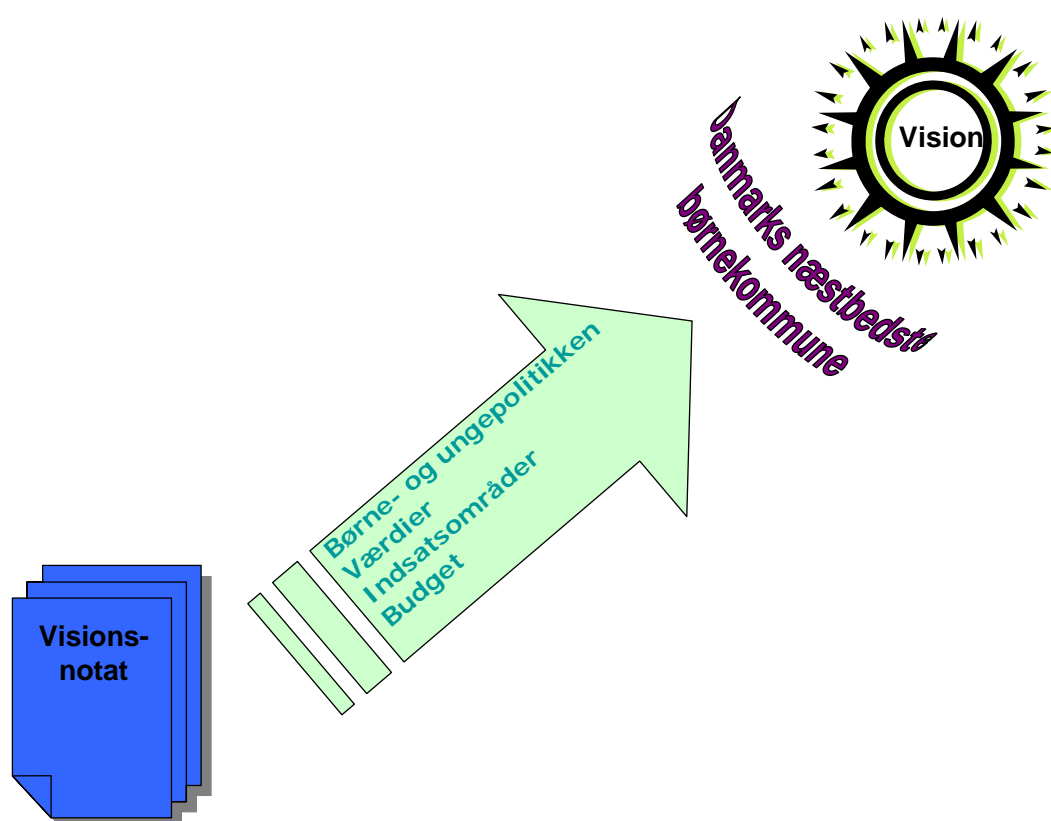 Vision
Danmarks næstbedste
børnekommune
Børne- og ungepolitikken
Værdier
Indsatsområder
Budget
Visions-
notat